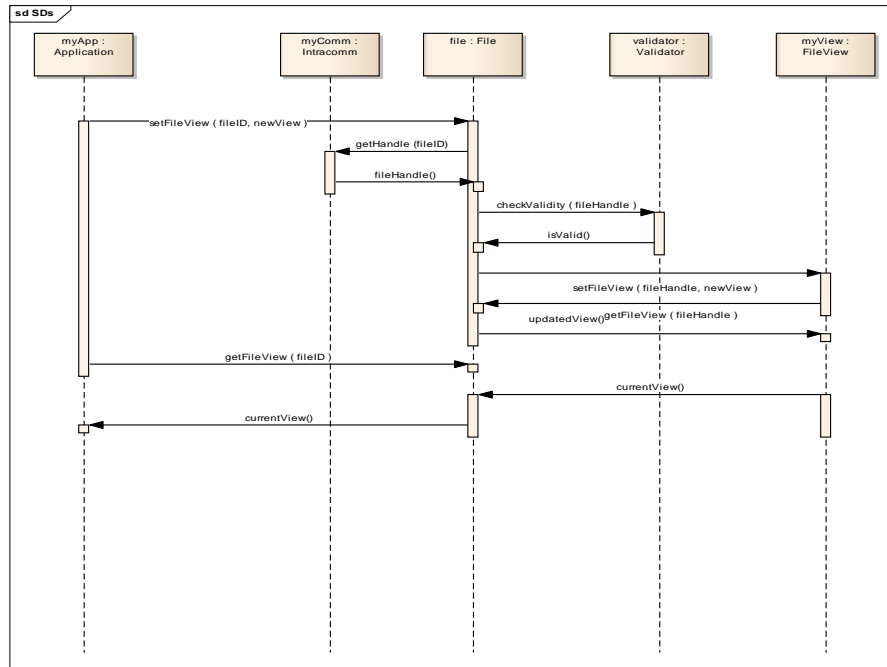 sd SDs
myApp :
Application
myComm :
Intracomm
file : File
validator :
Validator
myView :
FileView
setFileView ( fileID, newView )
getHandle (fileID)
fileHandle()
checkValidity ( fileHandle )
isValid()
setFileView ( fileHandle, newView )
updatedView()
getFileView ( fileHandle )
getFileView ( fileID )
currentView()
currentView()